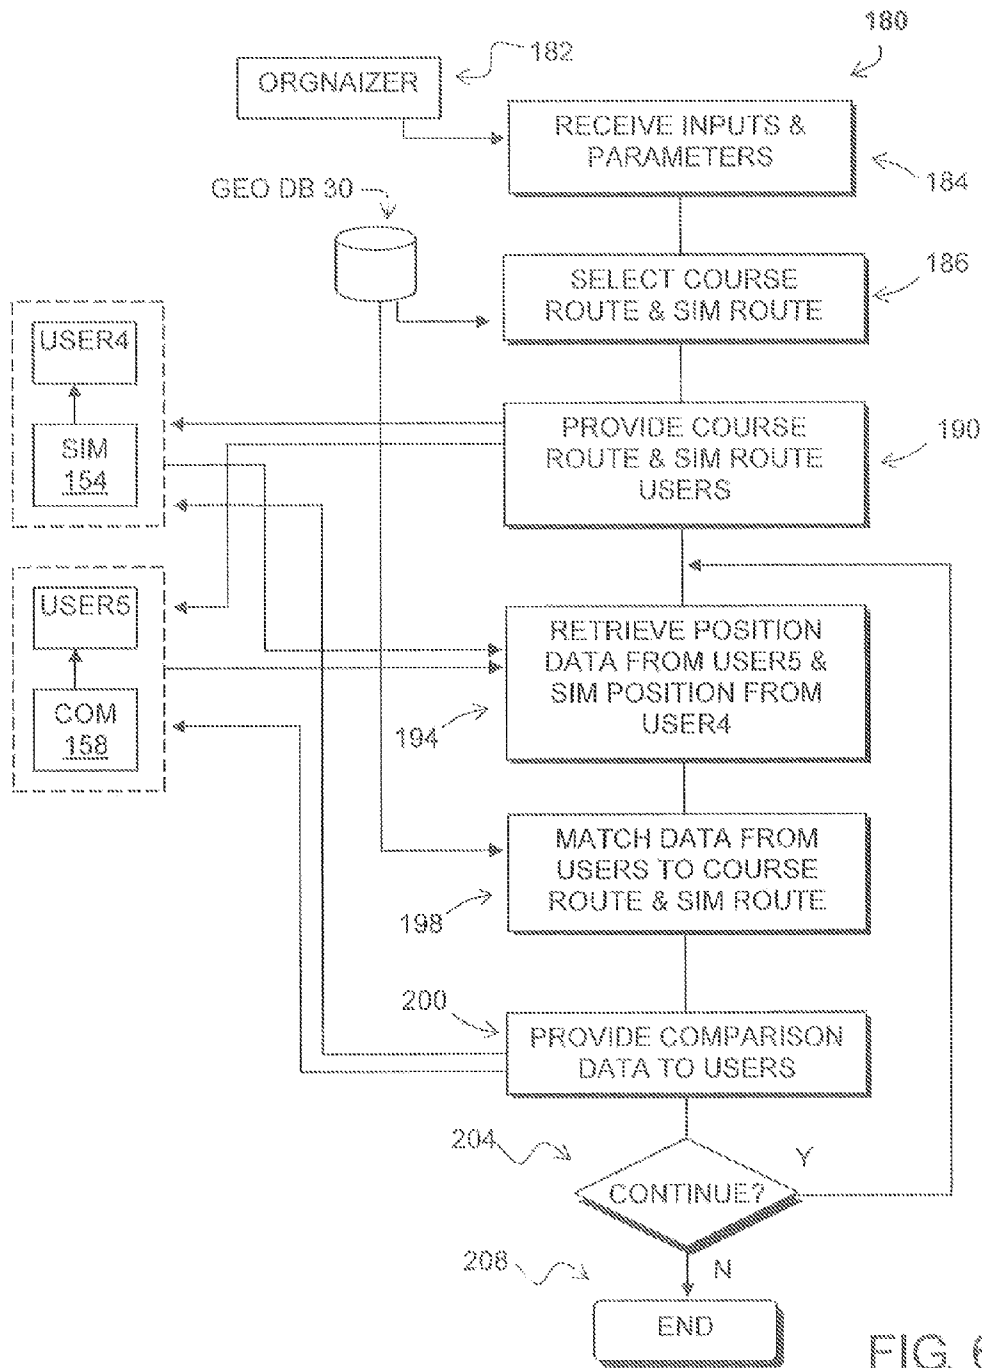 180
182
ORGNAIZER
RECEIVE INPUTS &
PARAMETERS
184
GEO DB 30
186
SELECT COURSE
ROUTE & SIM ROUTE
USER4
SIM
154
PROVIDE COURSE
ROUTE & SIM ROUTE
USERS
190
USER5
COM
158
RETRIEVE POSITION
DATA FROM USER5 &
SIM POSITION FROM
USER4
194
MATCH DATA FROM
USERS TO COURSE
ROUTE & SIM ROUTE
198
200
PROVIDE COMPARISON
DATA TO USERS
204
Y
CONTINUE?
208
N
END
FIG. 6